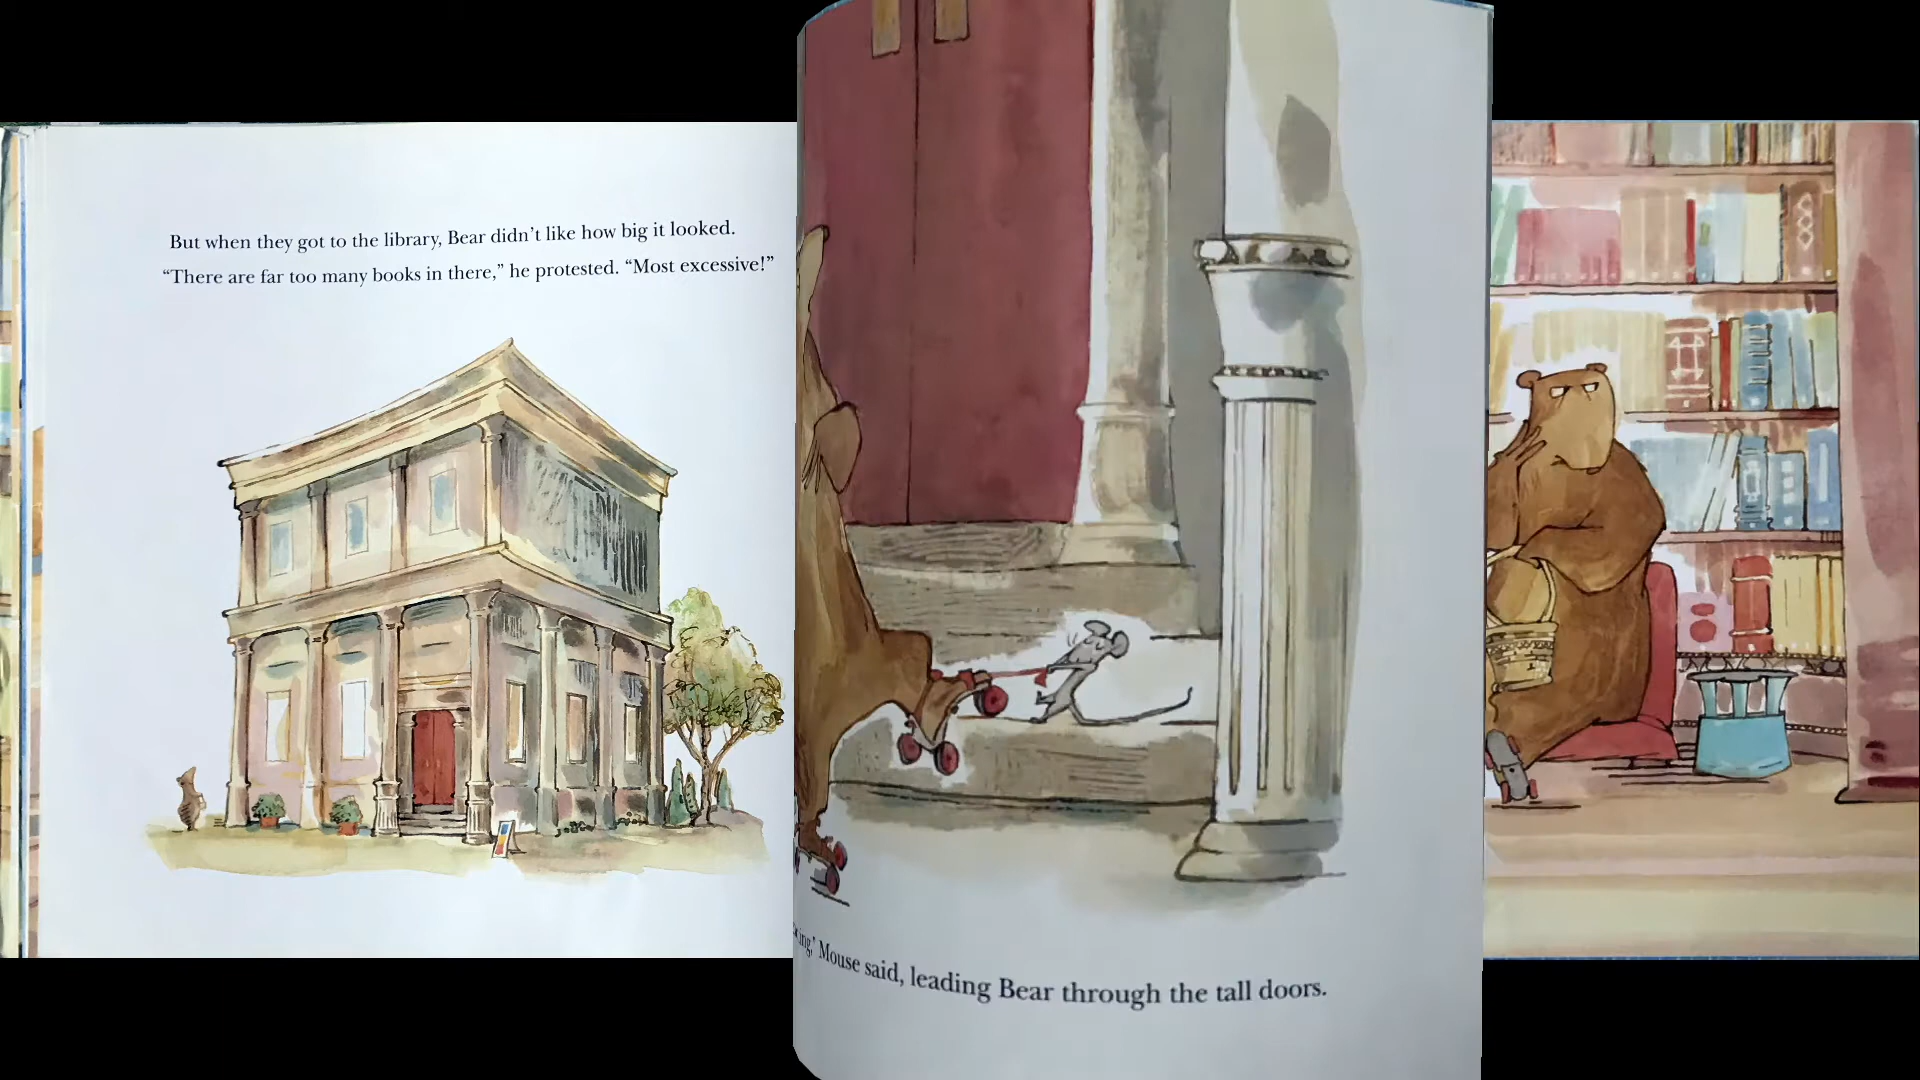 But when they got to the library, Bear didn't like how big it looked.
“There are far too many books in there,” he protested. “Most excessive!”
Mouse said, leading Bear through the tall doors.